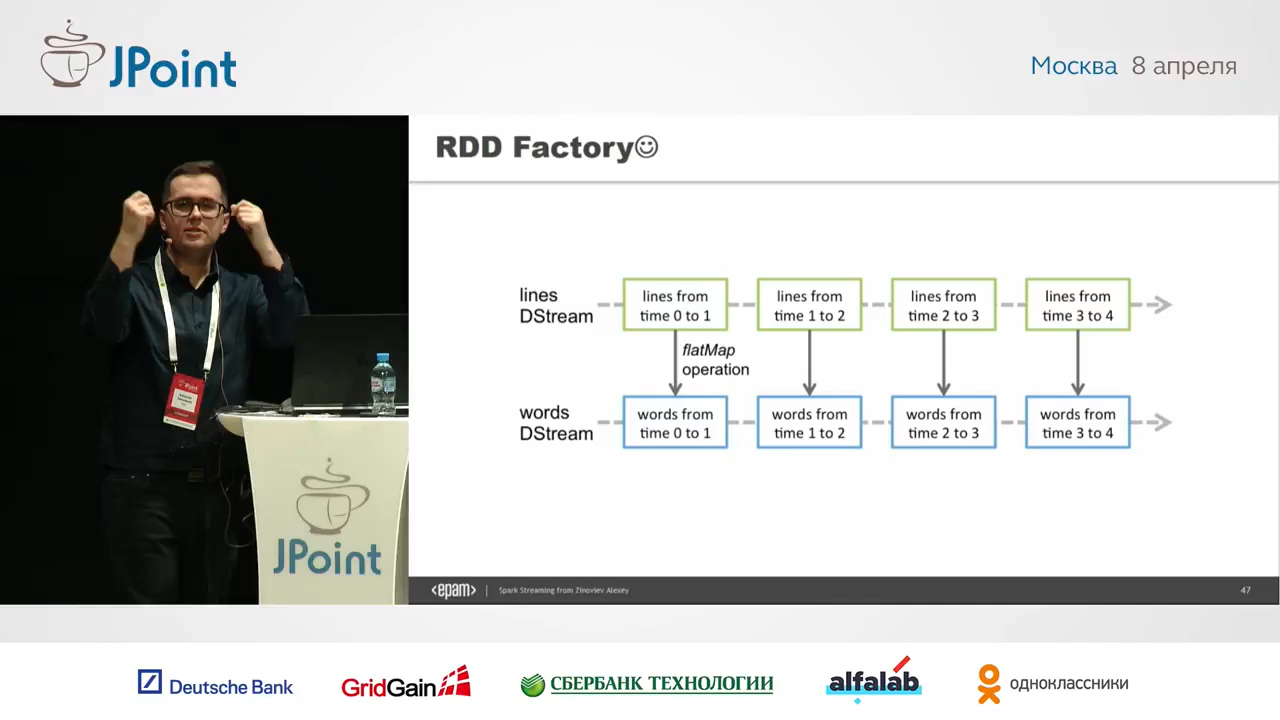 JPoint
Москва 8 апреля
RDD Factory☺
lines
DStream
lines from
time 0 to 1
lines from
time 1 to 2
lines from
time 2 to 3
lines from
time 3 to 4
flatMap
operation
words
DStream
words from
time 0 to 1
words from
time 1 to 2
words from
time 2 to 3
words from
time 3 to 4
JPoint
<epam> | Spark Streaming from Zinoviev Alexey
47
Deutsche Bank
GridGain
СБЕРБАНК ТЕХНОЛОГИИ
alfalab
одноклассники